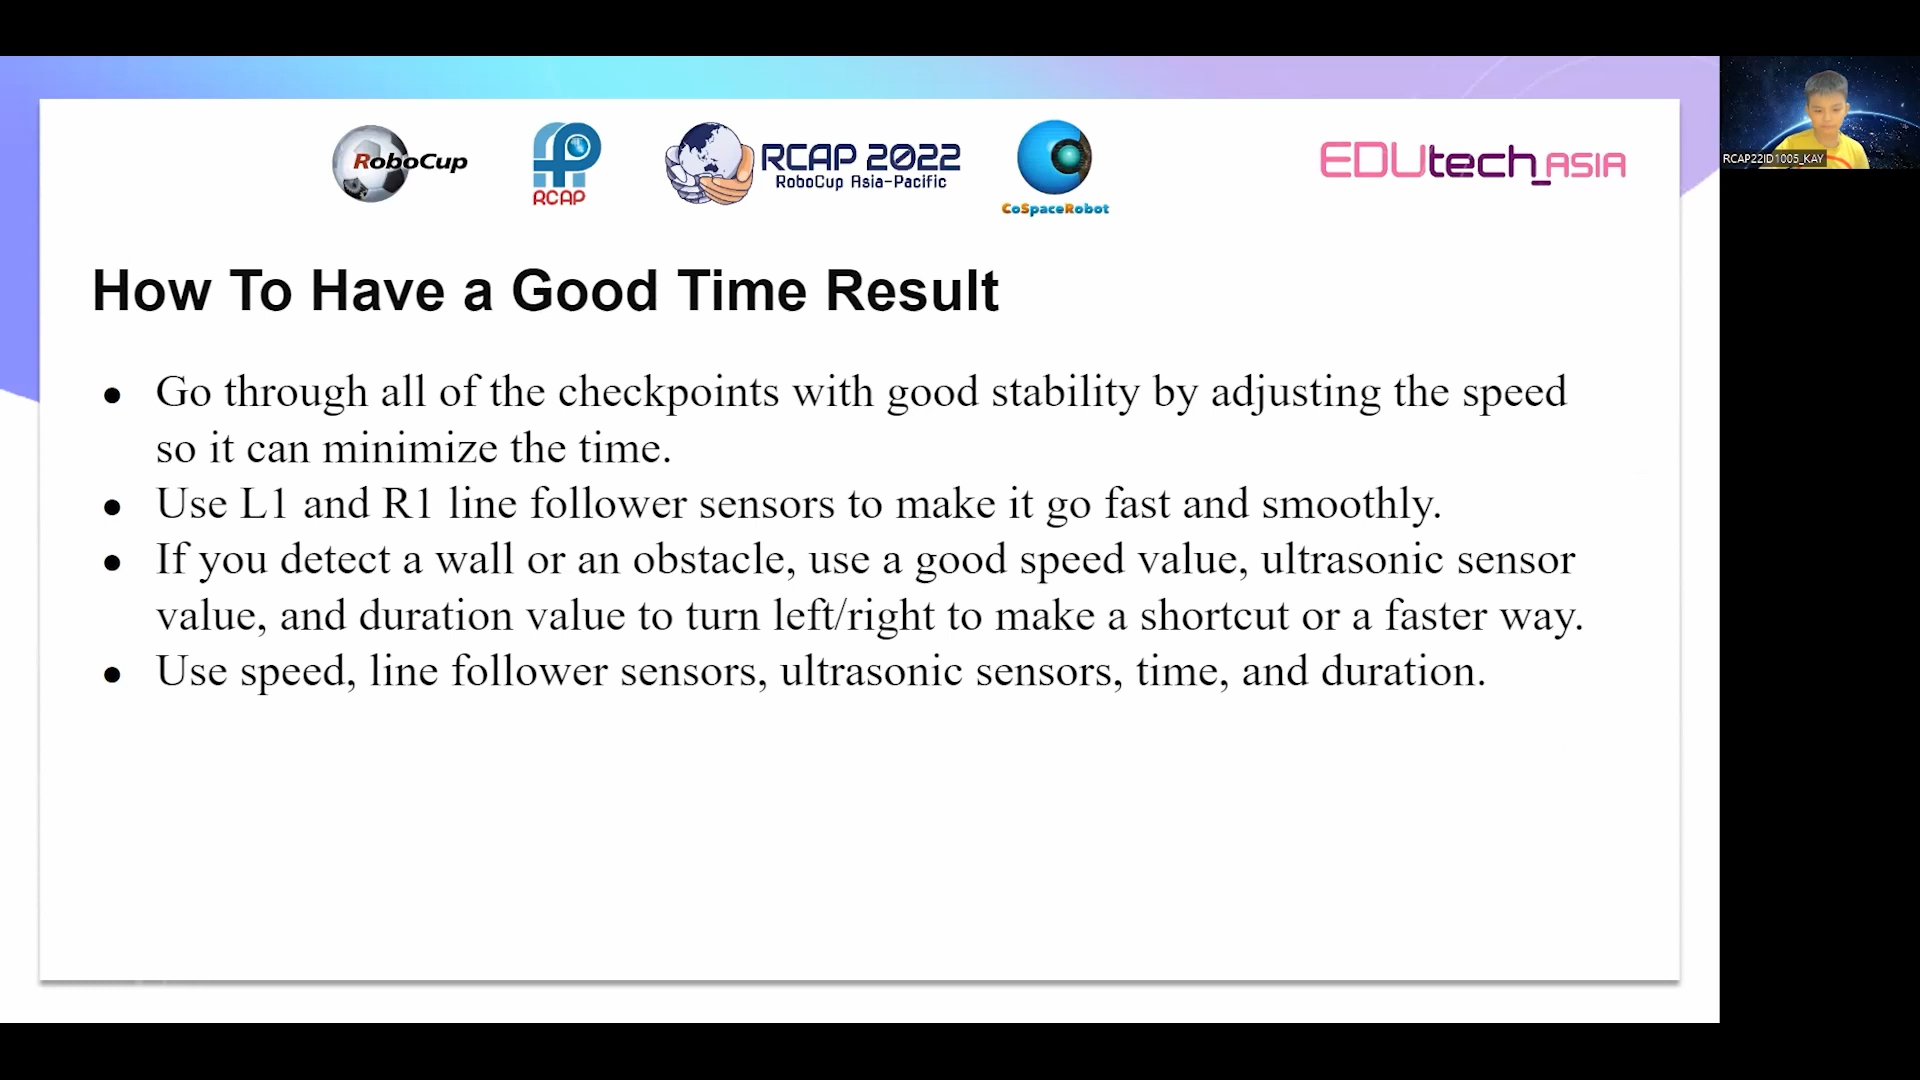 RoboCup
RCAP
RCAP 2022
RoboCup Asia-Pacific
CoSpaceRobot
EDUtech_ASIA
RCAP22ID1005_KAY
How To Have a Good Time Result
● Go through all of the checkpoints with good stability by adjusting the speed
so it can minimize the time.
● Use L1 and R1 line follower sensors to make it go fast and smoothly.
● If you detect a wall or an obstacle, use a good speed value, ultrasonic sensor
value, and duration value to turn left/right to make a shortcut or a faster way.
● Use speed, line follower sensors, ultrasonic sensors, time, and duration.